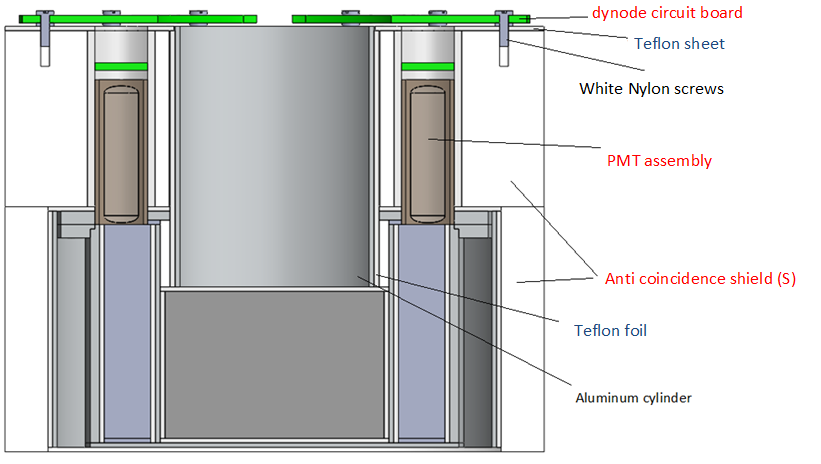 dynode circuit board
Teflon sheet
White Nylon screws
PMT assembly
Anti coincidence shield (S)
Teflon foil
Aluminum cylinder